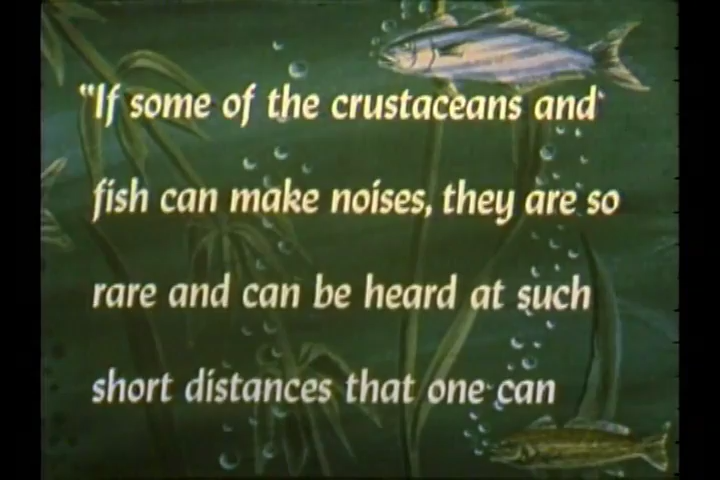 "If some of the crustaceans and
fish can make noises, they are so
rare and can be heard at such
short distances that one can